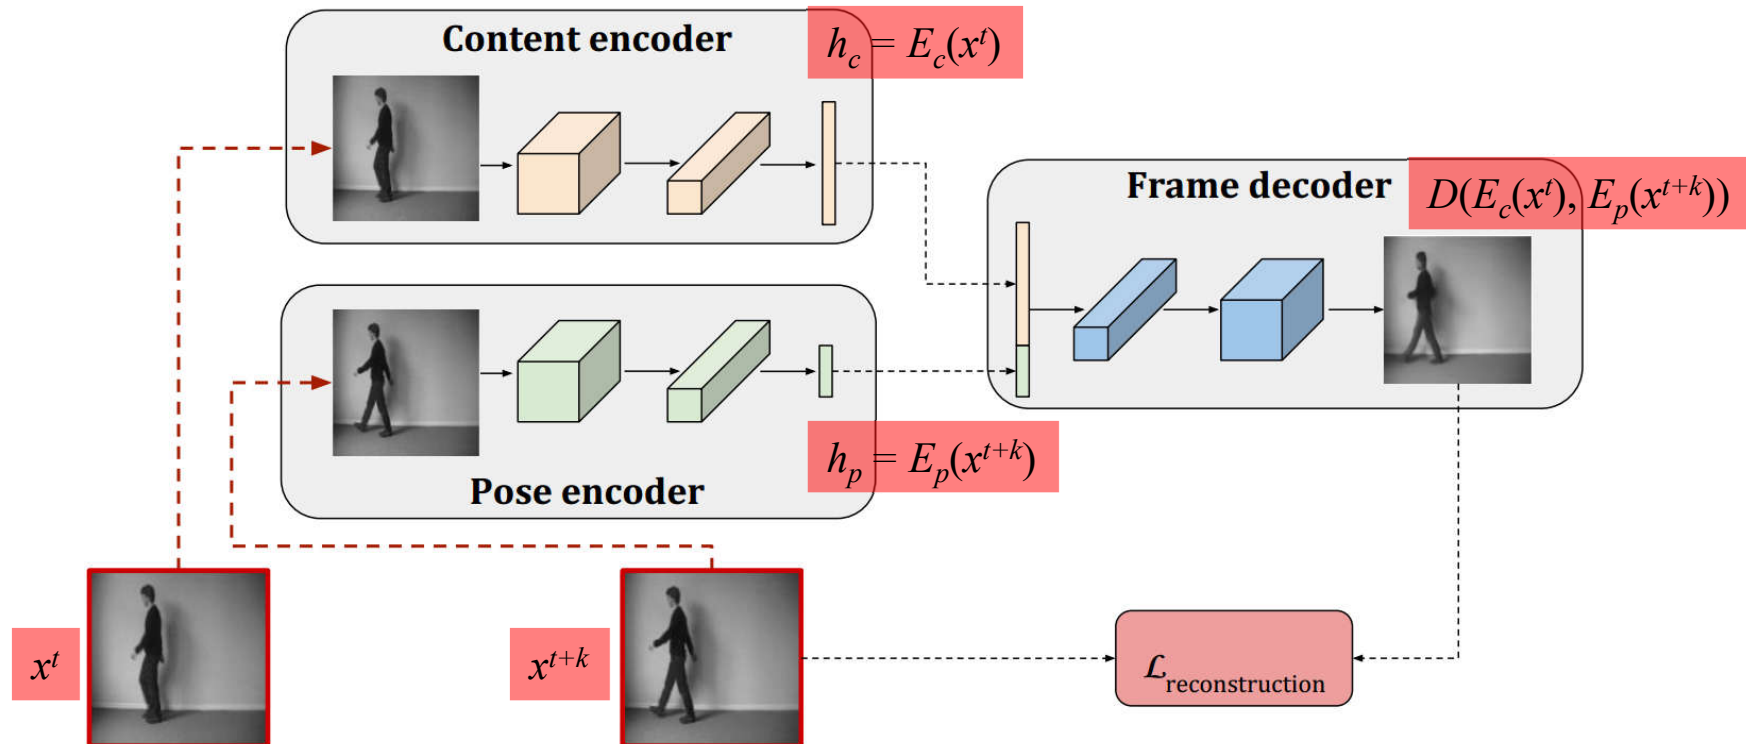 Content encoder
h_c = E_c(x^t)
Frame decoder
D(E_c(x^t), E_p(x^{t+k}))
h_p = E_p(x^{t+k})
Pose encoder
x^t
x^{t+k}
ℒ_reconstruction